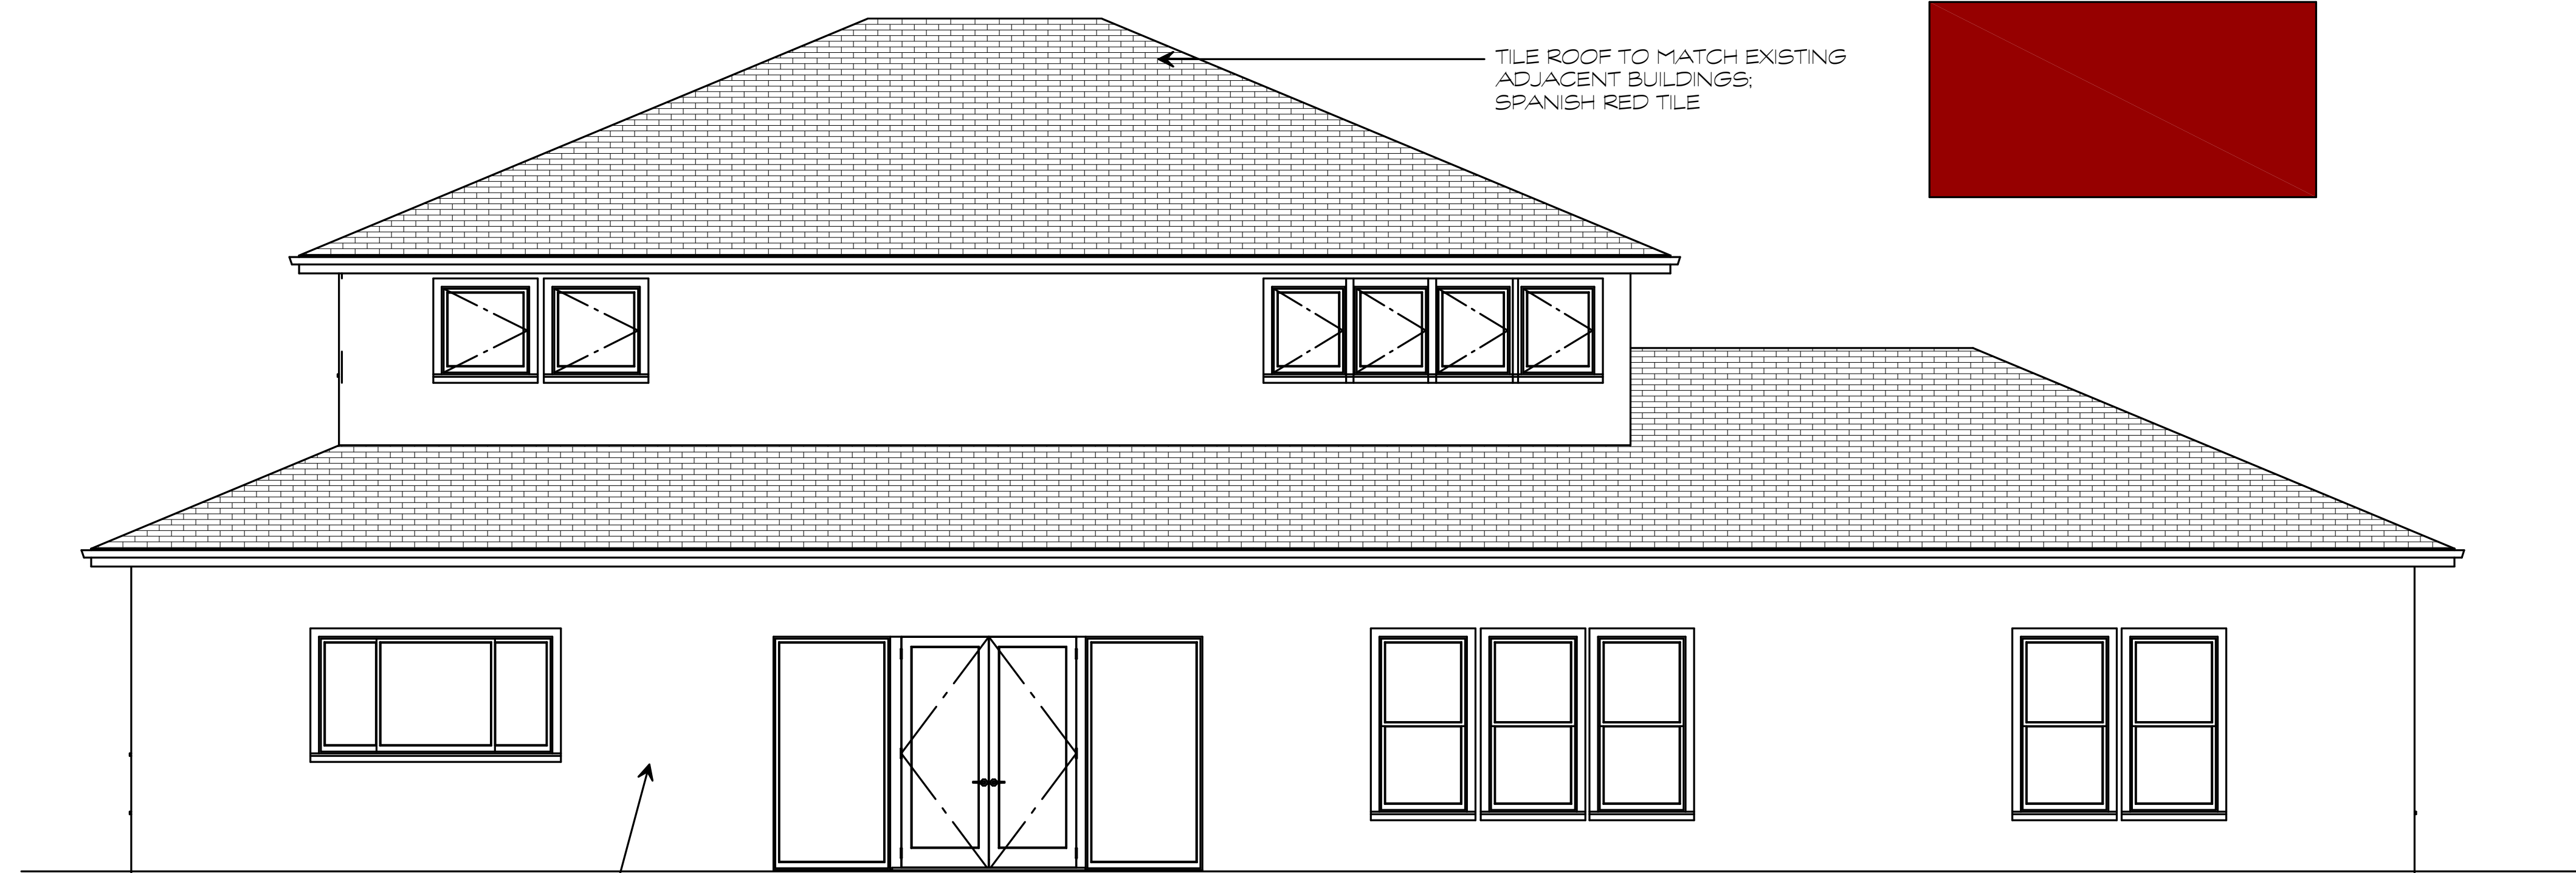 TILE ROOF TO MATCH EXISTING
ADJACENT BUILDINGS;
SPANISH RED TILE